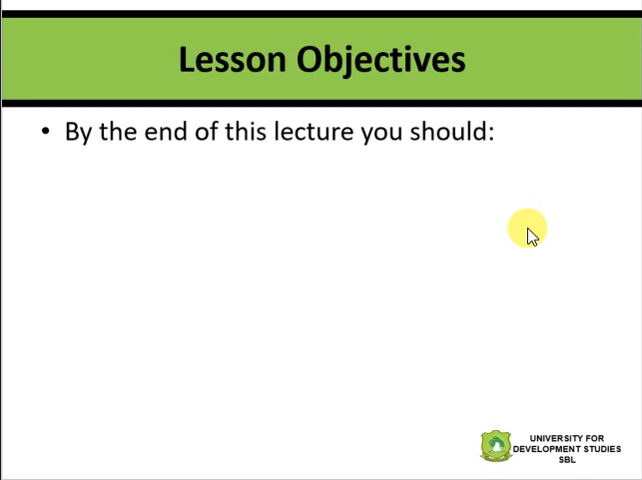 Lesson Objectives
• By the end of this lecture you should:
UNIVERSITY FOR
DEVELOPMENT STUDIES
SBL